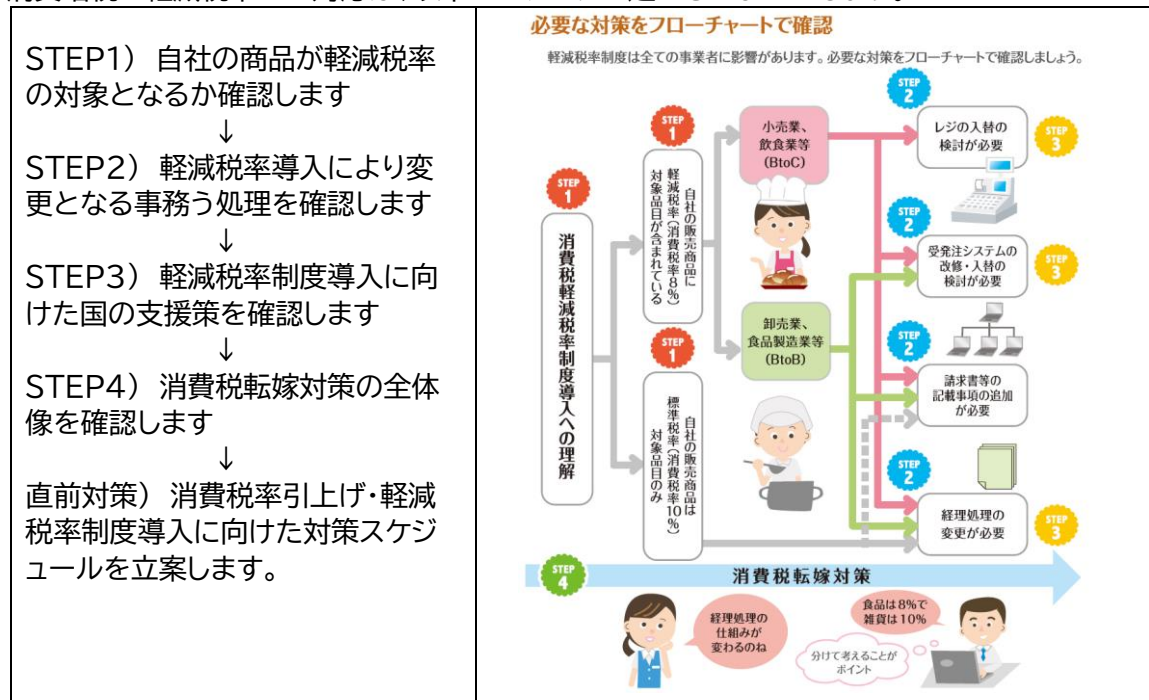 STEP1) 自社の商品が軽減税率
の対象となるか確認します
↓
STEP2) 軽減税率導入により変
更となる事務う処理を確認します
↓
STEP3) 軽減税率制度導入に向
けた国の支援策を確認します
↓
STEP4) 消費税転嫁対策の全体
像を確認します
↓
直前対策) 消費税率引上げ・軽減
税率制度導入に向けた対策スケジ
ュールを立案します。
必要な対策をフローチャートで確認
軽減税率制度は全ての事業者に影響があります。必要な対策をフローチャートで確認しましょう。
STEP
1
消費税軽減税率制度導入への理解
STEP
1
自社の販売商品に
軽減税率(消費税率8%)
対象品目が含まれている
STEP
1
自社の販売商品は
標準税率(消費税率10%)
対象品目のみ
小売業、
飲食業等
(BtoC)
卸売業、
食品製造業等
(BtoB)
STEP
2
レジの入替の
検討が必要
STEP
3
STEP
2
受発注システムの
改修・入替の
検討が必要
STEP
3
STEP
2
請求書等の
記載事項の追加
が必要
STEP
2
経理処理の
変更が必要
STEP
3
STEP
4
消費税転嫁対策
経理処理の
仕組みが
変わるのね
食品は8%で
雑貨は10%
分けて考えることが
ポイント